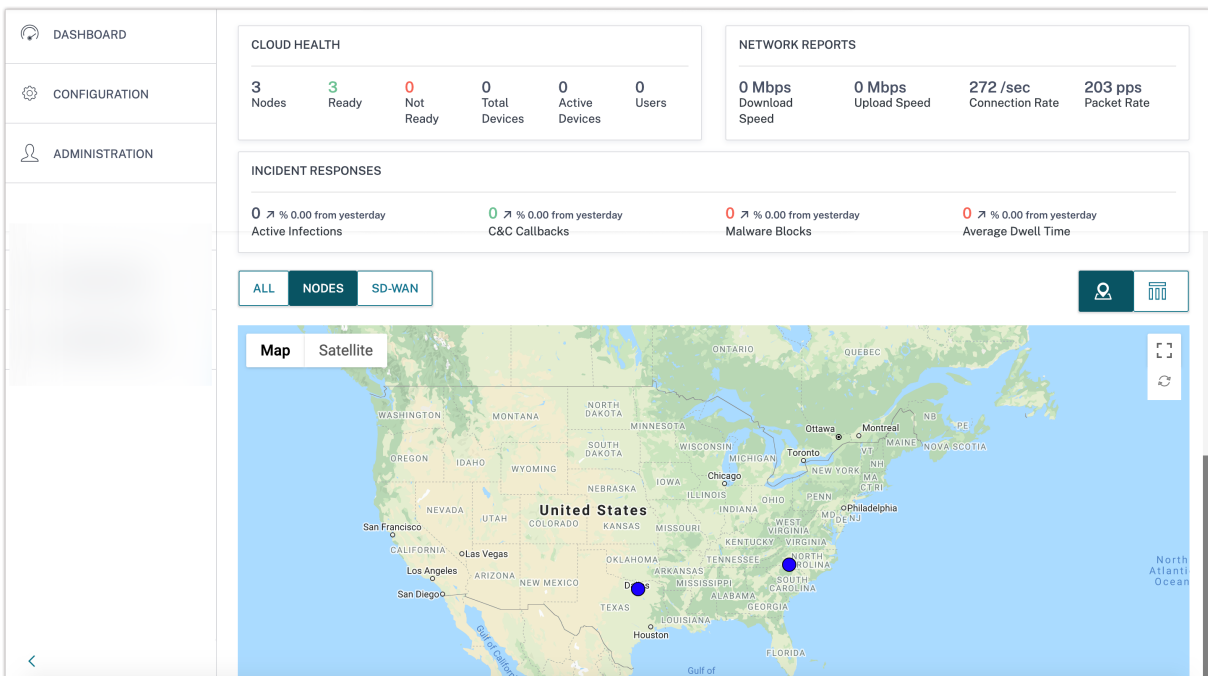 DASHBOARD
CONFIGURATION
ADMINISTRATION
CLOUD HEALTH
3
Nodes
3
Ready
0
Not
Ready
0
Total
Devices
0
Active
Devices
0
Users
NETWORK REPORTS
0 Mbps
Download
Speed
0 Mbps
Upload Speed
272 /sec
Connection Rate
203 pps
Packet Rate
INCIDENT RESPONSES
0 ↗ % 0.00 from yesterday
Active Infections
0 ↗ % 0.00 from yesterday
C&C Callbacks
0 ↗ % 0.00 from yesterday
Malware Blocks
0 ↗ % 0.00 from yesterday
Average Dwell Time
ALL
NODES
SD-WAN
Map
Satellite
ONTARIO
QUEBEC
WASHINGTON
MONTANA
NORTH
DAKOTA
MINNESOTA
Ottawa
Montreal
NB
PE
MAINE
NOVA SCOTIA
OREGON
IDAHO
WYOMING
SOUTH
DAKOTA
WISCONSIN
MICHIGAN
Toronto
VT
NH
NEW YORK
MA
CT RI
Chicago
IOWA
NEBRASKA
ILLINOIS
INDIANA
OHIO
PENN
NEVADA
UTAH
United States
COLORADO
KANSAS
MISSOURI
WEST
VIRGINIA
MD
DE
NJ
Philadelphia
San Francisco
CALIFORNIA
Las Vegas
KENTUCKY
VIRGINIA
Los Angeles
ARIZONA
NEW MEXICO
OKLAHOMA
ARKANSAS
TENNESSEE
NORTH
ROLINA
San Diego
D s
MISSISSIPPI
SOUTH
CAROLINA
ALABAMA
TEXAS
GEORGIA
LOUISIANA
Houston
FLORIDA
Gulf of
Gulf of California
North
Atlanti
Ocean